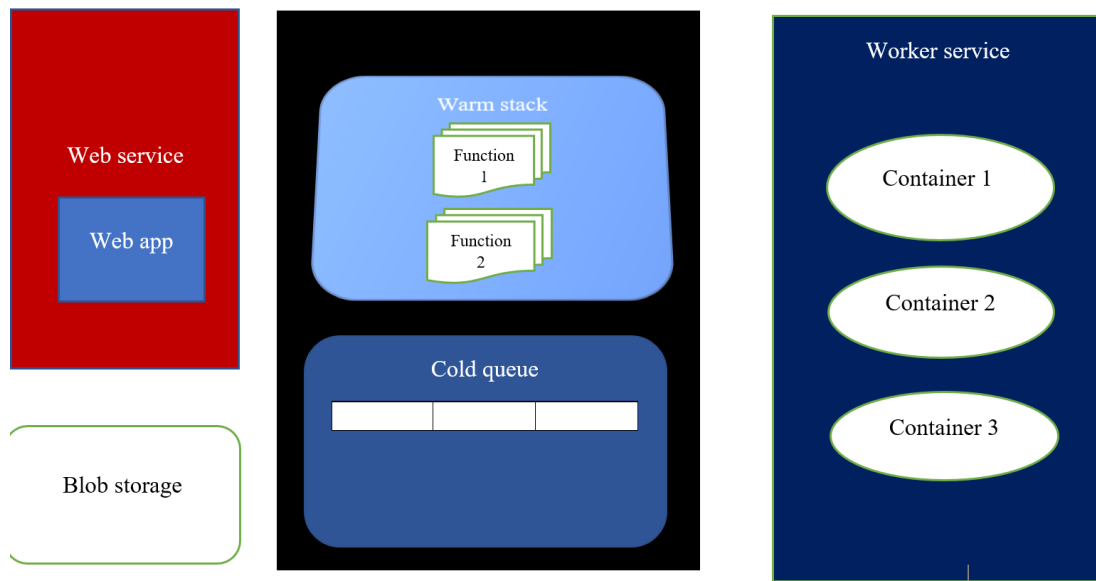 Web service
Web app
Blob storage
Warm stack
Function
1
Function
2
Cold queue
Worker service
Container 1
Container 2
Container 3